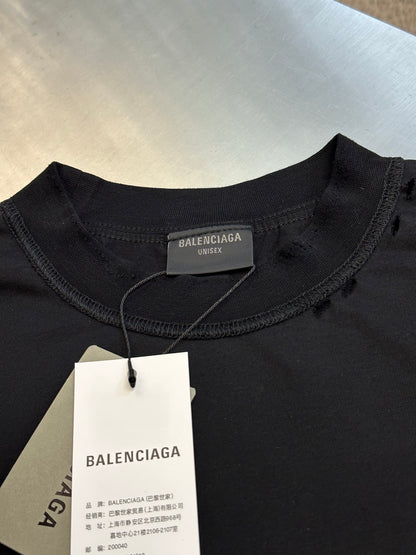 BALENCIAGA
UNISEX
BALENCIAGA
BALENCIAGA
品 牌: BALENCIAGA (巴黎世家)
经销商: 巴黎世家贸易(上海)有限公司
地 址: 上海市静安区北京西路968号
嘉地中心21楼2106-2107室
邮 编: 200040